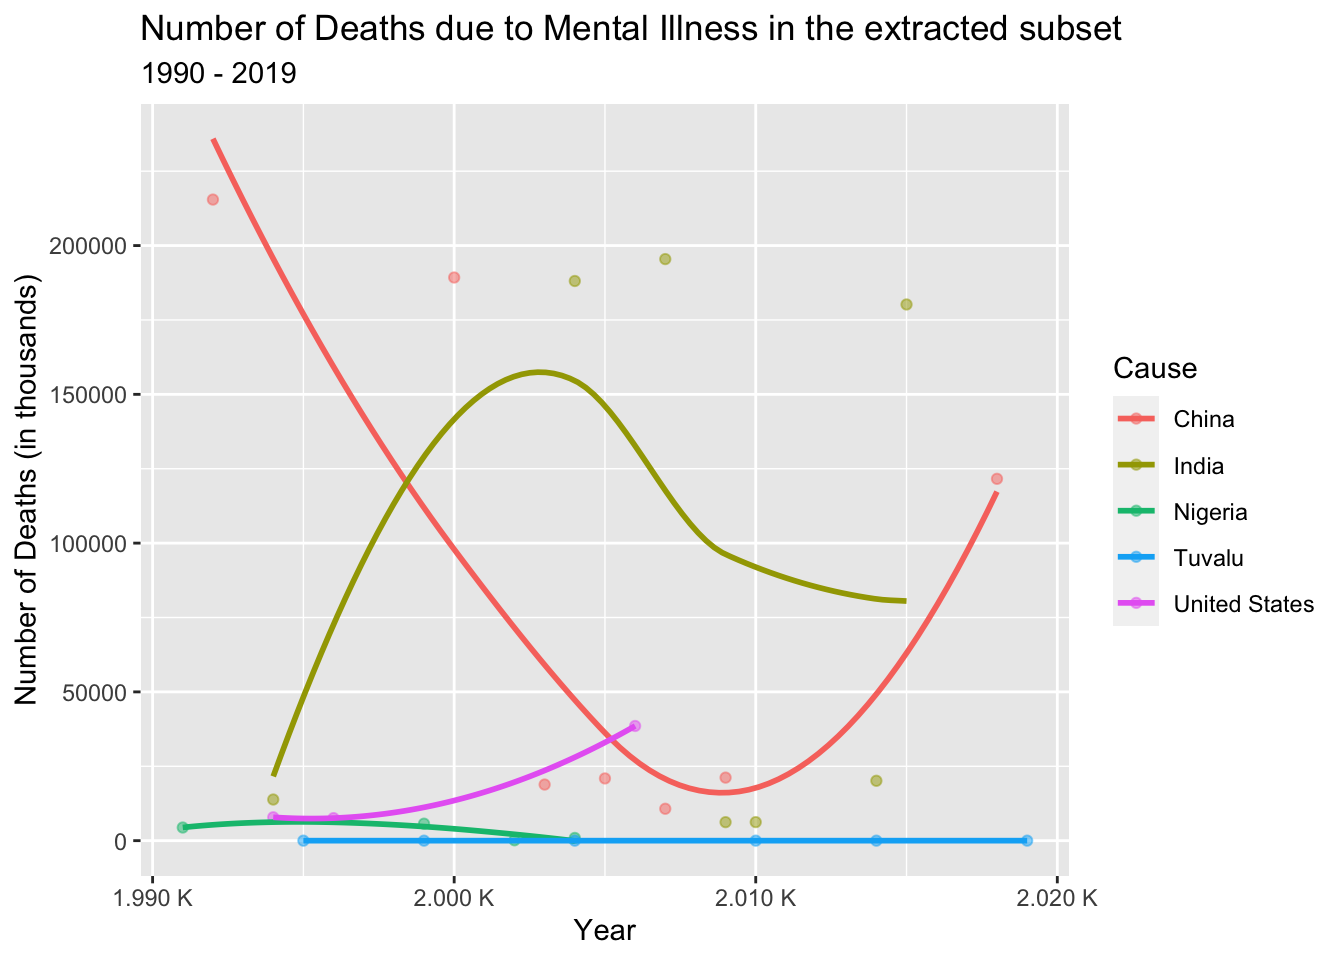 Number of Deaths due to Mental Illness in the extracted subset
1990 - 2019
Number of Deaths (in thousands)
200000
150000
100000
50000
0
1.990 K
2.000 K
2.010 K
2.020 K
Year
Cause
China
India
Nigeria
Tuvalu
United States